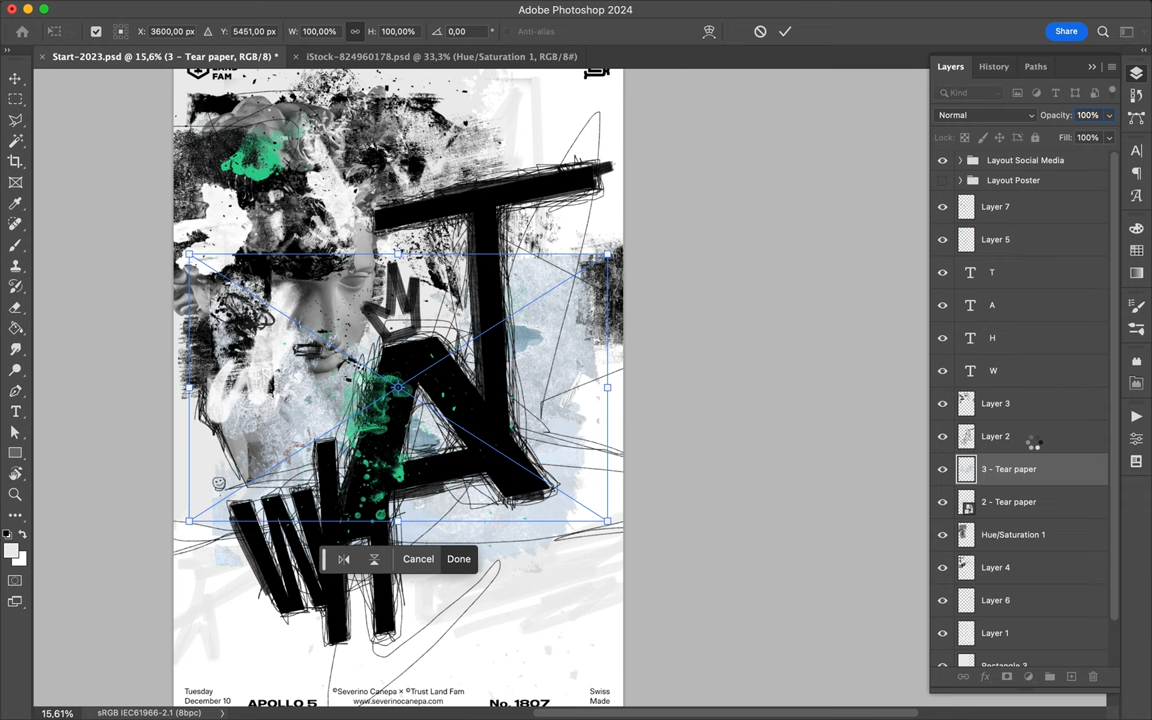 Adobe Photoshop 2024
X: 3600,00 px Y: 5451,00 px W: 100,00% H: 100,00% 0,00 ° Anti-alias Share
Start-2023.psd @ 15,6% (3 - Tear paper, RGB/8) * iStock-824960178.psd @ 33,3% (Hue/Saturation 1, RGB/8#)
LAND
FAM
T
A
H
W
Tuesday
December 10
APOLLO 5
©Severino Canepa × ©Trust Land Fam
www.severinocanepa.com
No. 1807
Swiss
Made
Cancel Done
Layers History Paths
Kind
Normal Opacity: 100%
Lock: Fill: 100%
Layout Social Media
Layout Poster
Layer 7
Layer 5
T T
T A
T H
T W
Layer 3
Layer 2
3 - Tear paper
2 - Tear paper
Hue/Saturation 1
Layer 4
Layer 6
Layer 1
Rectangle 3
15,61% sRGB IEC61966-2.1 (8bpc)